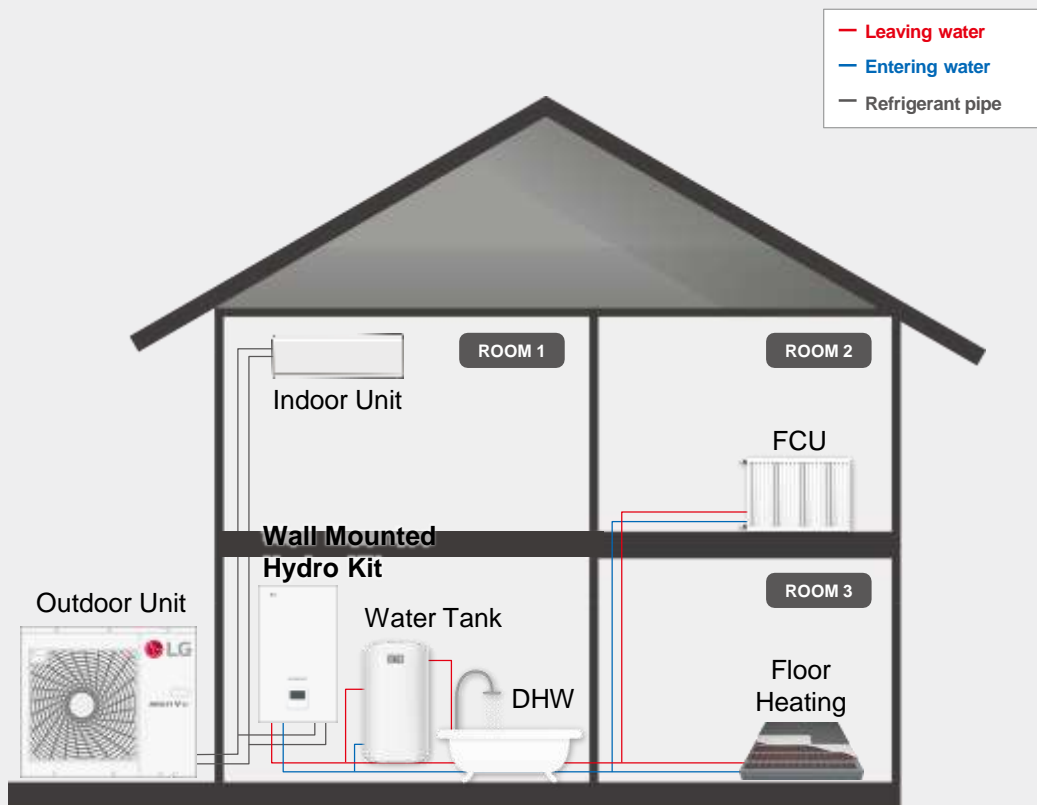 Leaving water
Entering water
Refrigerant pipe
ROOM 1
ROOM 2
Indoor Unit
FCU
Wall Mounted
Hydro Kit
ROOM 3
Outdoor Unit
Water Tank
LG
Floor
Heating
DHW